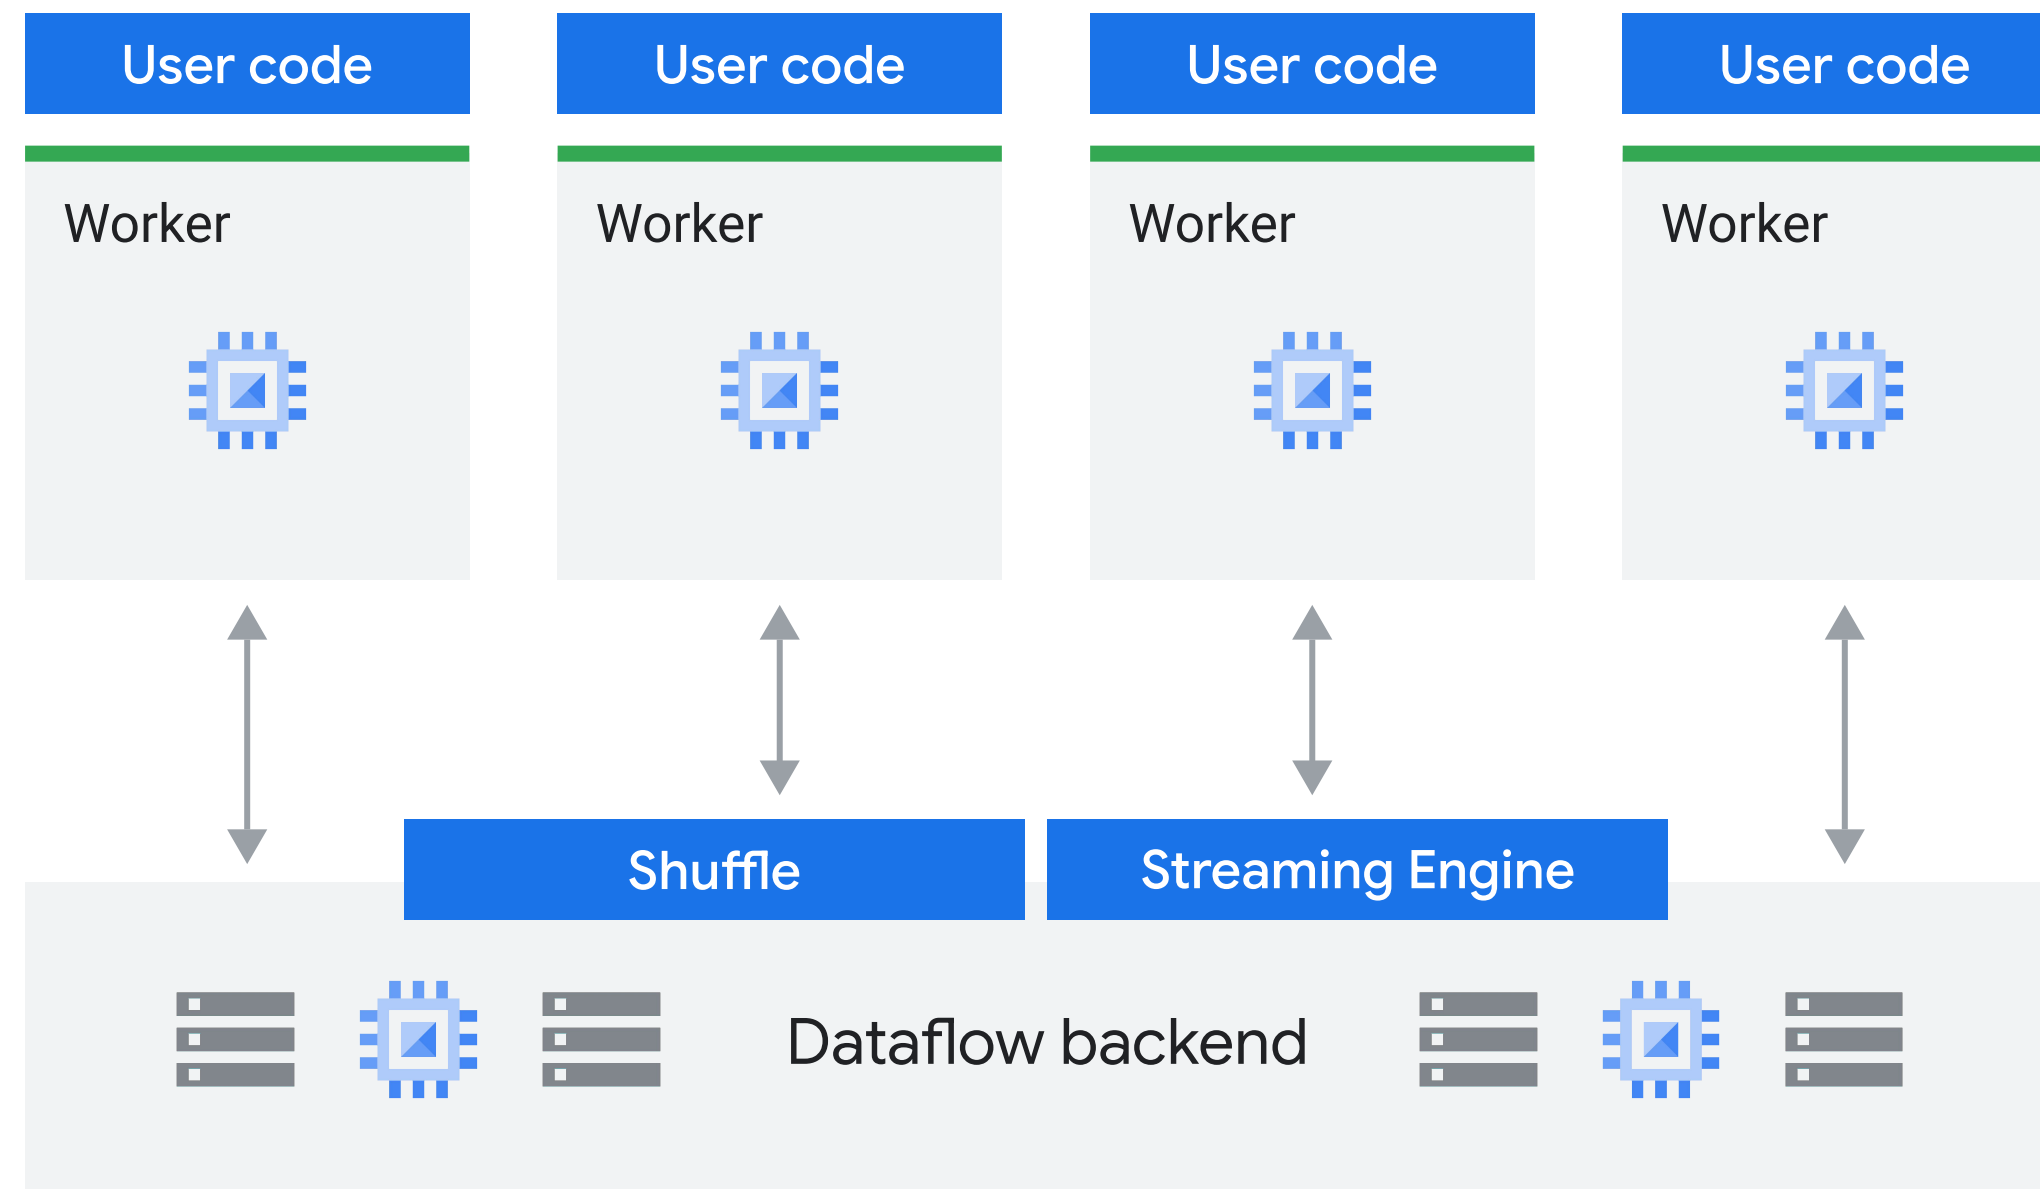 User code
User code
User code
User code
Worker
Worker
Worker
Worker
Shuffle
Streaming Engine
Dataflow backend